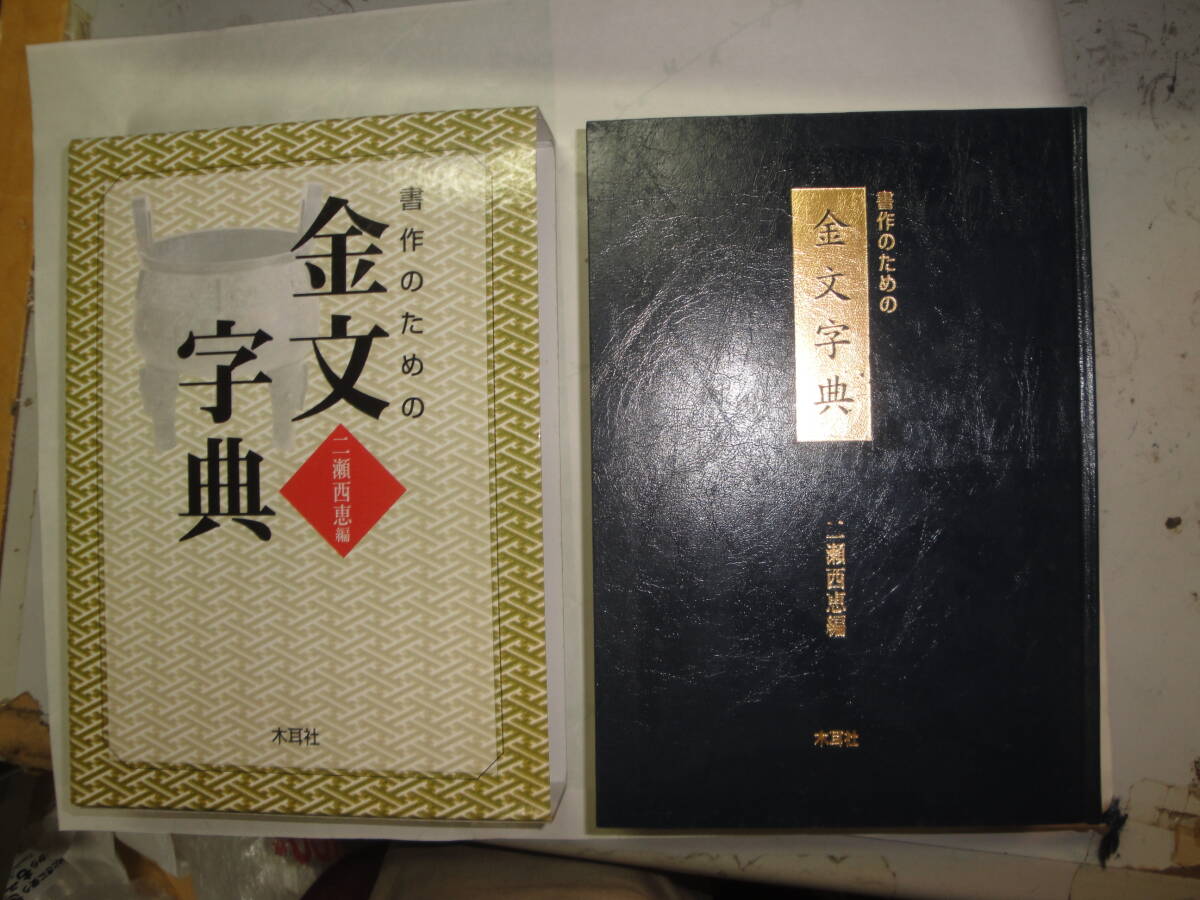 書作のための
金文
字典
二瀬西恵編
木耳社
書作のための
金文字典
二瀬西恵編
木耳社